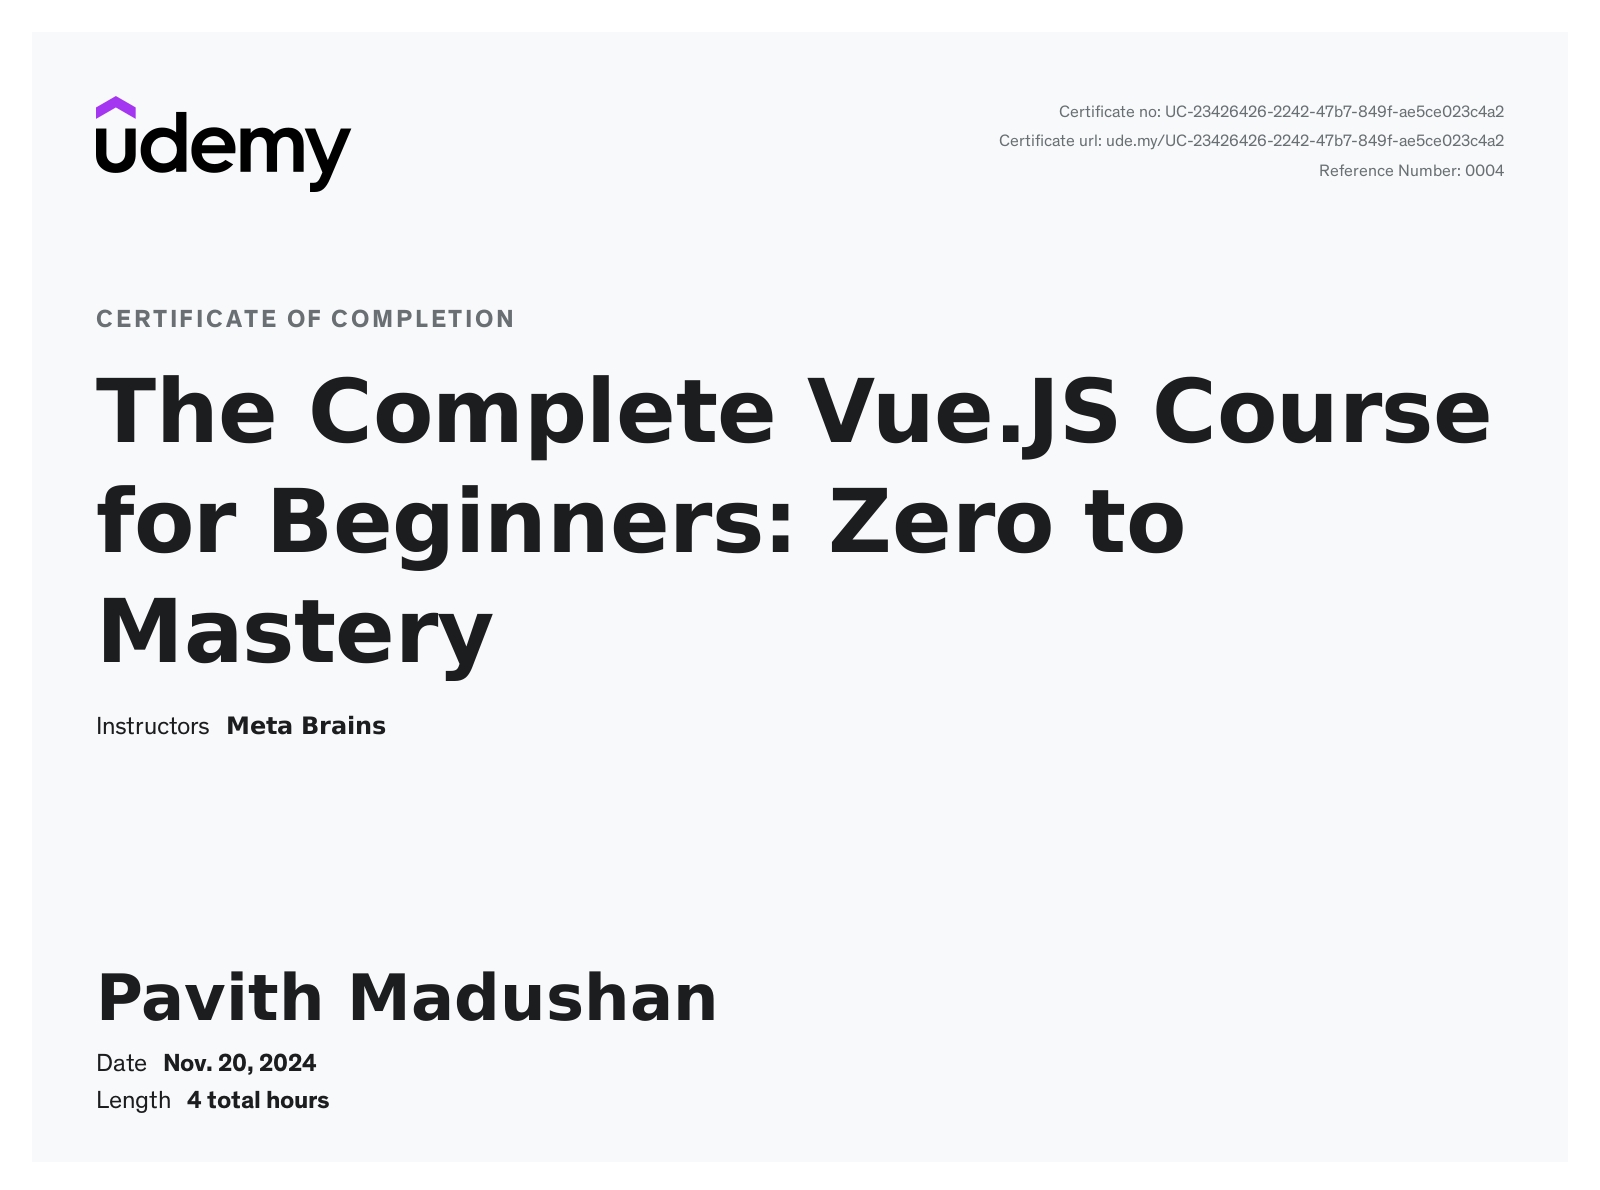 udemy
Certificate no: UC-23426426-2242-47b7-849f-ae5ce023c4a2
Certificate url: ude.my/UC-23426426-2242-47b7-849f-ae5ce023c4a2
Reference Number: 0004
CERTIFICATE OF COMPLETION
The Complete Vue.JS Course
for Beginners: Zero to
Mastery
Instructors Meta Brains
Pavith Madushan
Date Nov. 20, 2024
Length 4 total hours